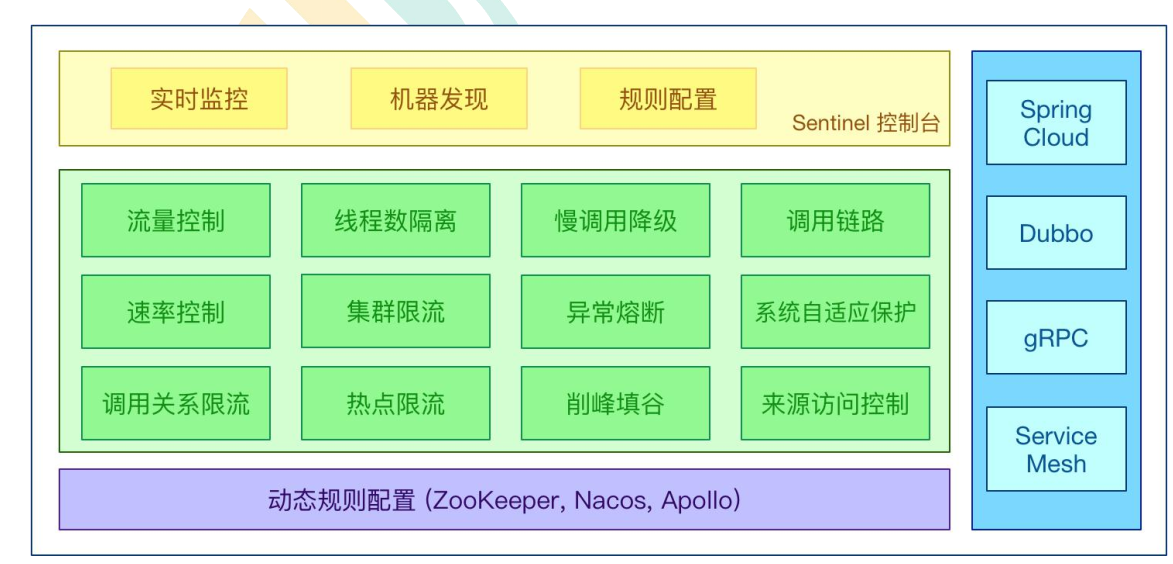 实时监控
机器发现
规则配置
Sentinel 控制台
流量控制
线程数隔离
慢调用降级
调用链路
速率控制
集群限流
异常熔断
系统自适应保护
调用关系限流
热点限流
削峰填谷
来源访问控制
动态规则配置 (ZooKeeper, Nacos, Apollo)
Spring
Cloud
Dubbo
gRPC
Service
Mesh